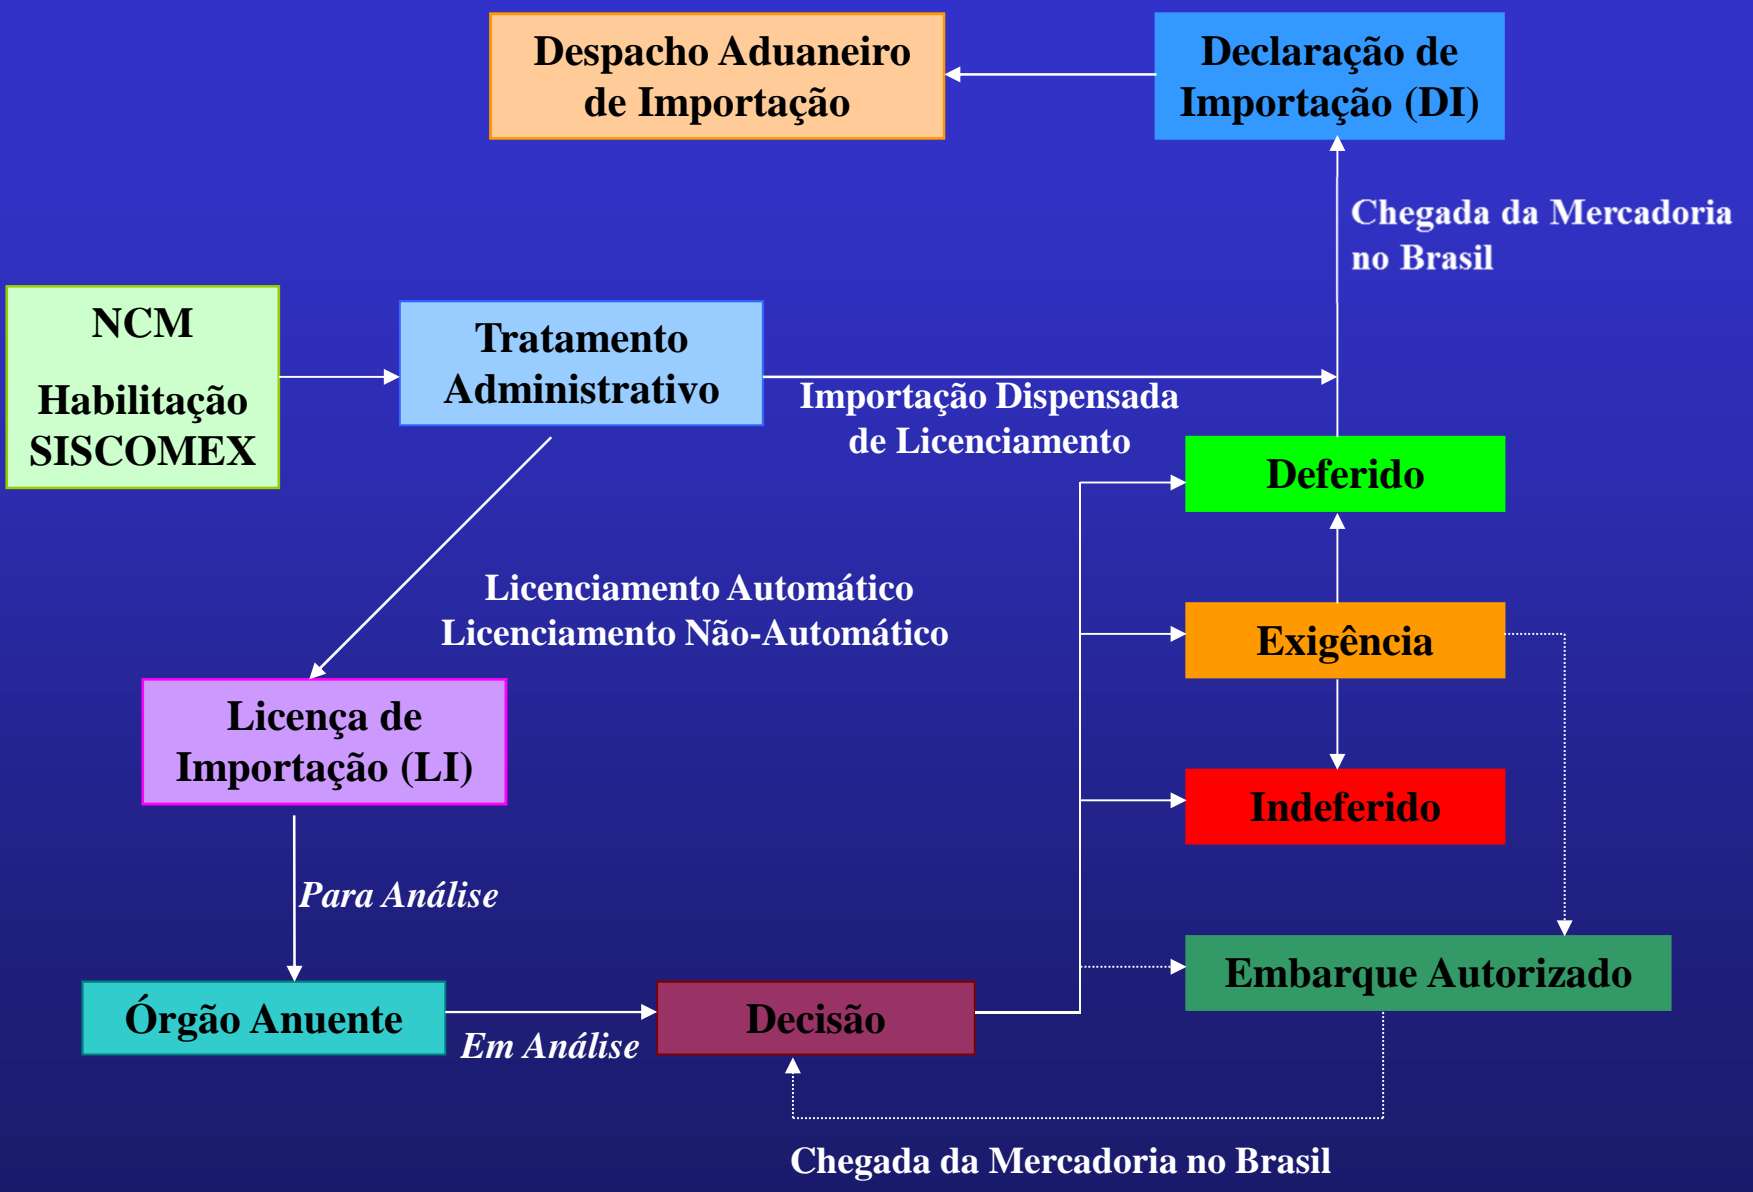 Despacho Aduaneiro
de Importação
Declaração de
Importação (DI)
Chegada da Mercadoria
no Brasil
NCM
Habilitação
SISCOMEX
Tratamento
Administrativo
Importação Dispensada
de Licenciamento
Deferido
Licenciamento Automático
Licenciamento Não-Automático
Exigência
Licença de
Importação (LI)
Indeferido
Para Análise
Embarque Autorizado
Órgão Anuente
Em Análise
Decisão
Chegada da Mercadoria no Brasil